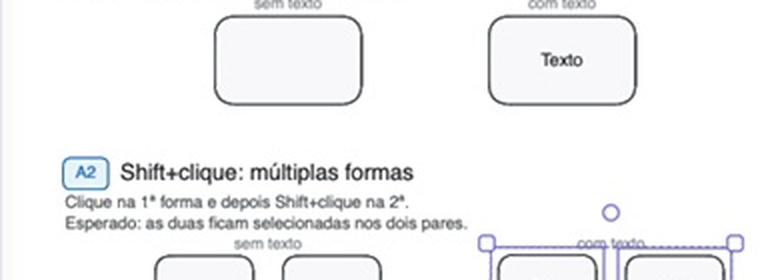 sem texto
com texto
Texto
A2
Shift+clique: múltiplas formas
Clique na 1ª forma e depois Shift+clique na 2ª.
Esperado: as duas ficam selecionadas nos dois pares.
sem texto
com texto